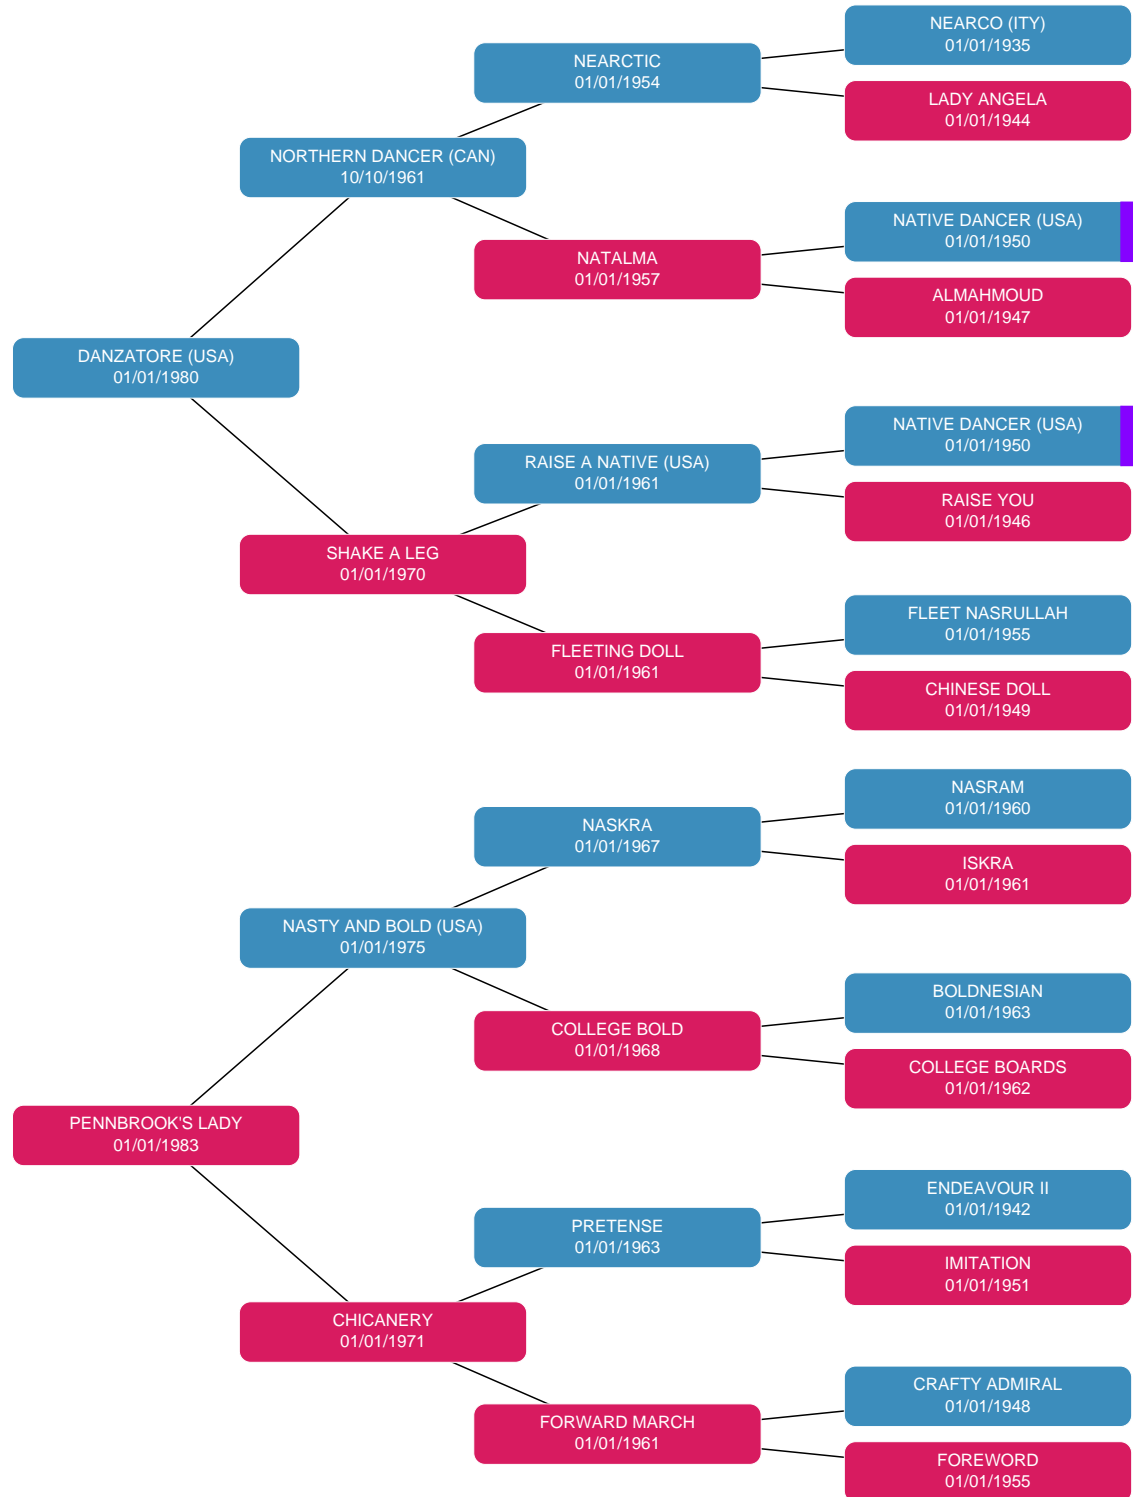 NEARCO (ITY)
01/01/1935
NEARCTIC
01/01/1954
LADY ANGELA
01/01/1944
NORTHERN DANCER (CAN)
10/10/1961
NATIVE DANCER (USA)
01/01/1950
NATALMA
01/01/1957
ALMAHMOUD
01/01/1947
DANZATORE (USA)
01/01/1980
NATIVE DANCER (USA)
01/01/1950
RAISE A NATIVE (USA)
01/01/1961
RAISE YOU
01/01/1946
SHAKE A LEG
01/01/1970
FLEET NASRULLAH
01/01/1955
FLEETING DOLL
01/01/1961
CHINESE DOLL
01/01/1949
NASRAM
01/01/1960
NASKRA
01/01/1967
ISKRA
01/01/1961
NASTY AND BOLD (USA)
01/01/1975
BOLDNESIAN
01/01/1963
COLLEGE BOLD
01/01/1968
COLLEGE BOARDS
01/01/1962
PENNBROOK'S LADY
01/01/1983
ENDEAVOUR II
01/01/1942
PRETENSE
01/01/1963
IMITATION
01/01/1951
CHICANERY
01/01/1971
CRAFTY ADMIRAL
01/01/1948
FORWARD MARCH
01/01/1961
FOREWORD
01/01/1955